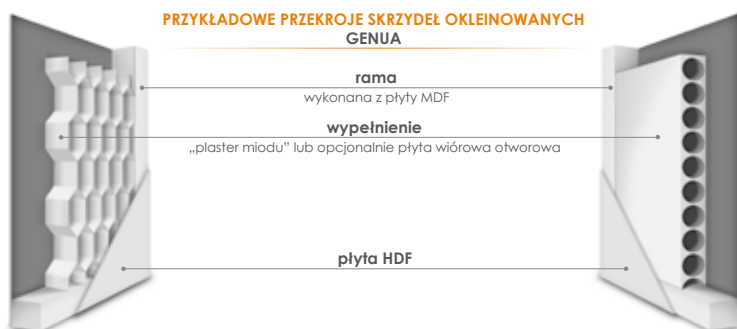 PRZYKŁADOWE PRZEKROJE SKRZYDEŁ OKLEINOWANYCH
GENUA
rama
wykonana z płyty MDF
wypełnienie
„plaster miodu” lub opcjonalnie płyta wiórowa otworowa
płyta HDF